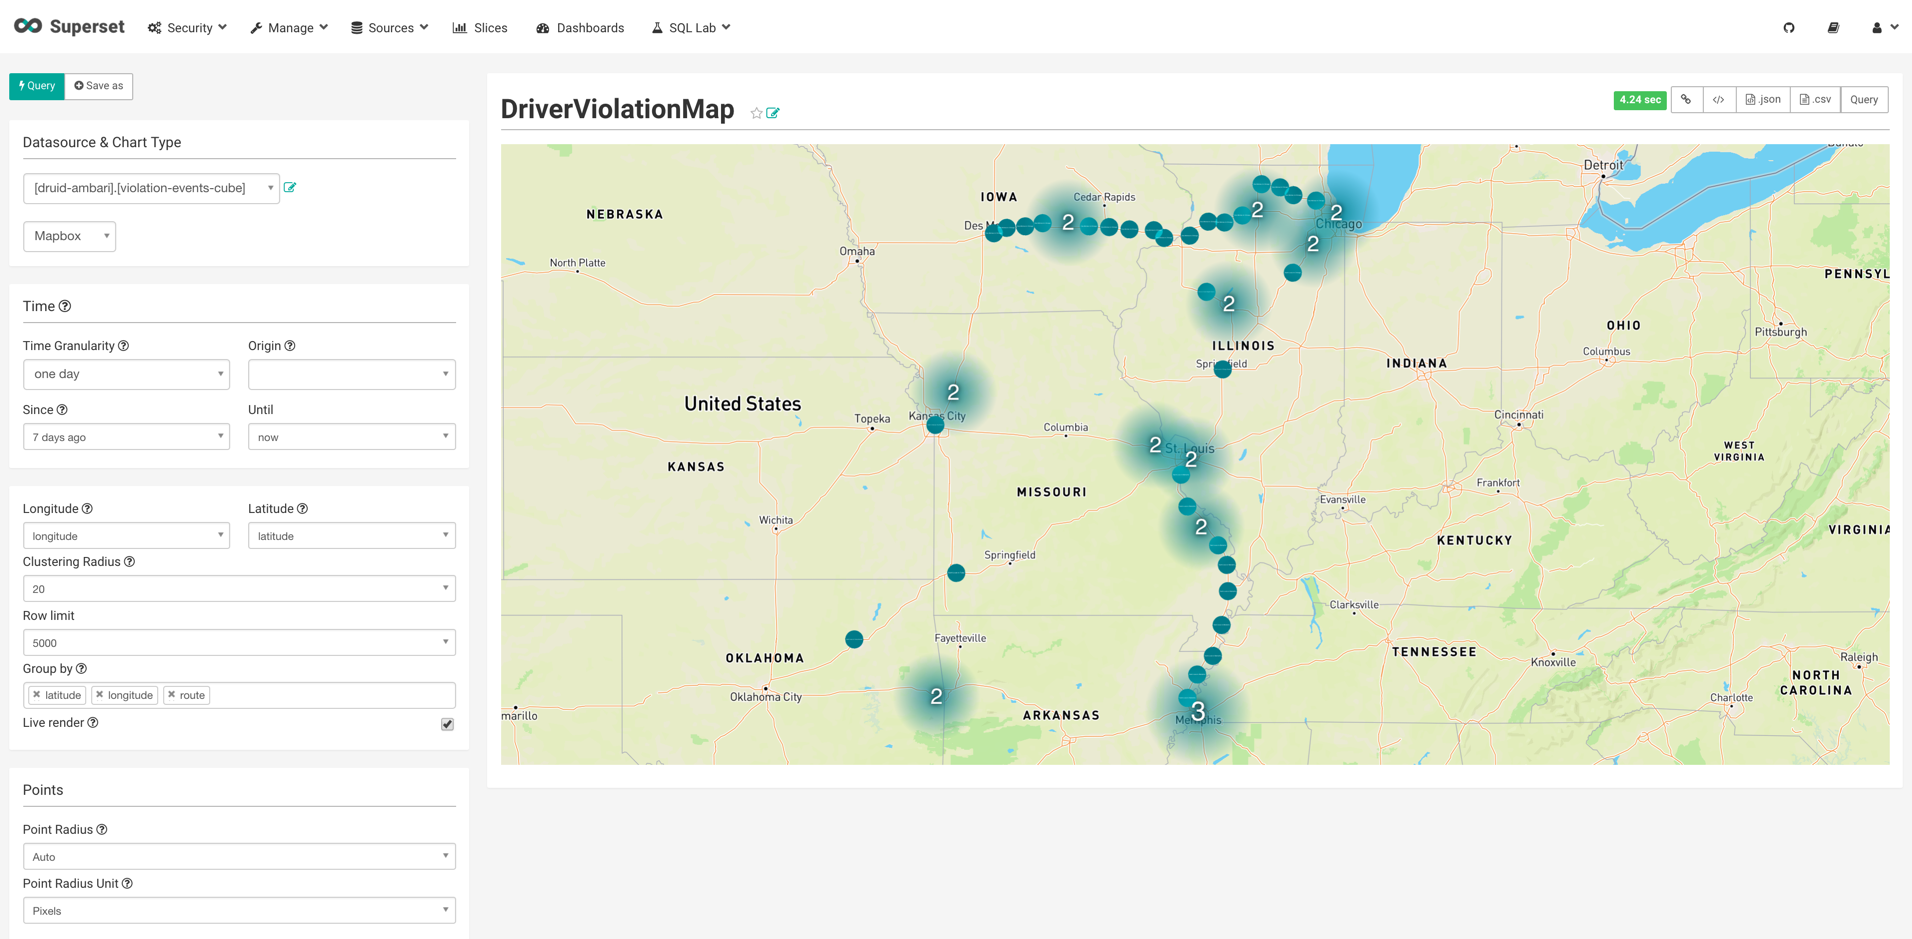 Superset
Security
Manage
Sources
Slices
Dashboards
SQL Lab
Query
Save as
Datasource & Chart Type
[druid-ambari].[violation-events-cube]
Mapbox
Time
Time Granularity
Origin
one day
Since
Until
7 days ago
now
Longitude
Latitude
longitude
latitude
Clustering Radius
20
Row limit
5000
Group by
latitude
longitude
route
Live render
Points
Point Radius
Auto
Point Radius Unit
Pixels
DriverViolationMap
4.24 sec
</>
.json
.csv
Query
Detroit
IOWA
Cedar Rapids
NEBRASKA
2
2
2
Des M
Chicago
2
Omaha
North Platte
PENNSYL
2
OHIO
Pittsburgh
ILLINOIS
Columbus
INDIANA
Springfield
2
United States
Kansas City
Topeka
Cincinnati
Columbia
2
St. Louis
2
WEST
VIRGINIA
KANSAS
Frankfort
MISSOURI
Evansville
Wichita
2
VIRGINIA
KENTUCKY
Springfield
Clarksville
Fayetteville
TENNESSEE
OKLAHOMA
Knoxville
Raleigh
NORTH
CAROLINA
2
Oklahoma City
Charlotte
marillo
ARKANSAS
3
Memphis